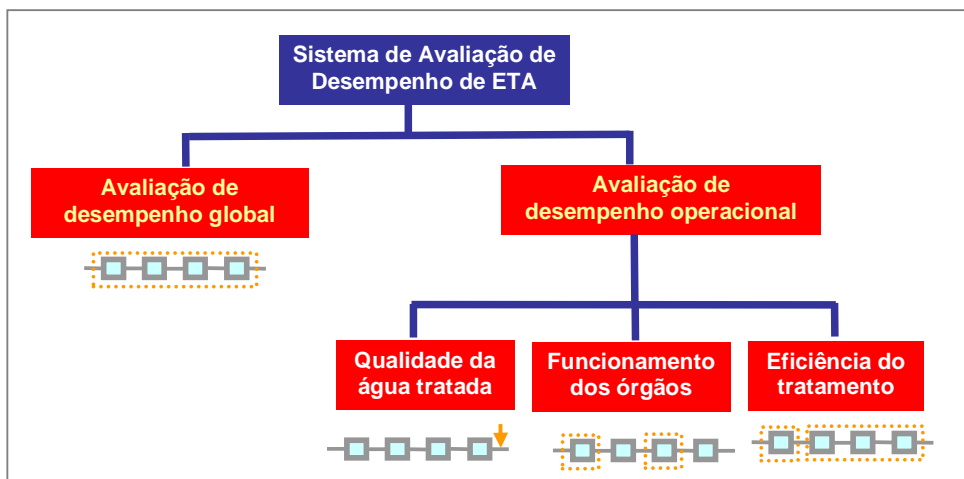 Sistema de Avaliação de
Desempenho de ETA
Avaliação de
desempenho global
Avaliação de
desempenho operacional
Qualidade da
água tratada
Funcionamento
dos órgãos
Eficiência do
tratamento